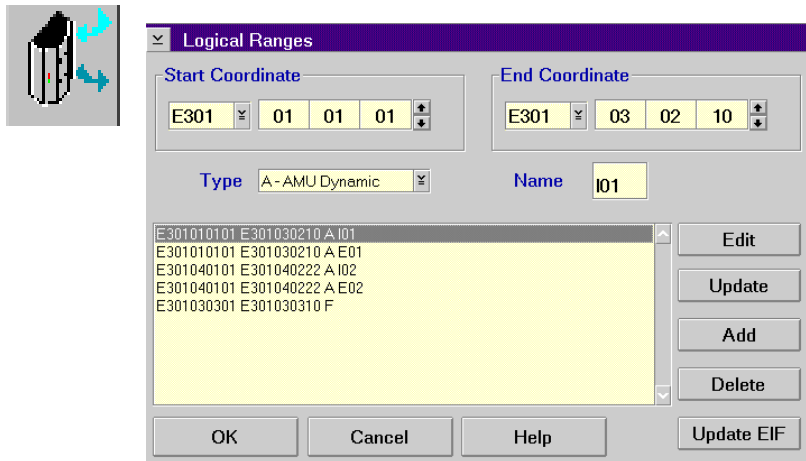 Logical Ranges
Start Coordinate
End Coordinate
E301 01 01 01
E301 03 02 10
Type A - AMU Dynamic
Name I01
E301010101 E301030210 A I01
E301010101 E301030210 A E01
E301040101 E301040222 A I02
E301040101 E301040222 A E02
E301030301 E301030310 F
Edit
Update
Add
Delete
OK Cancel Help Update EIF